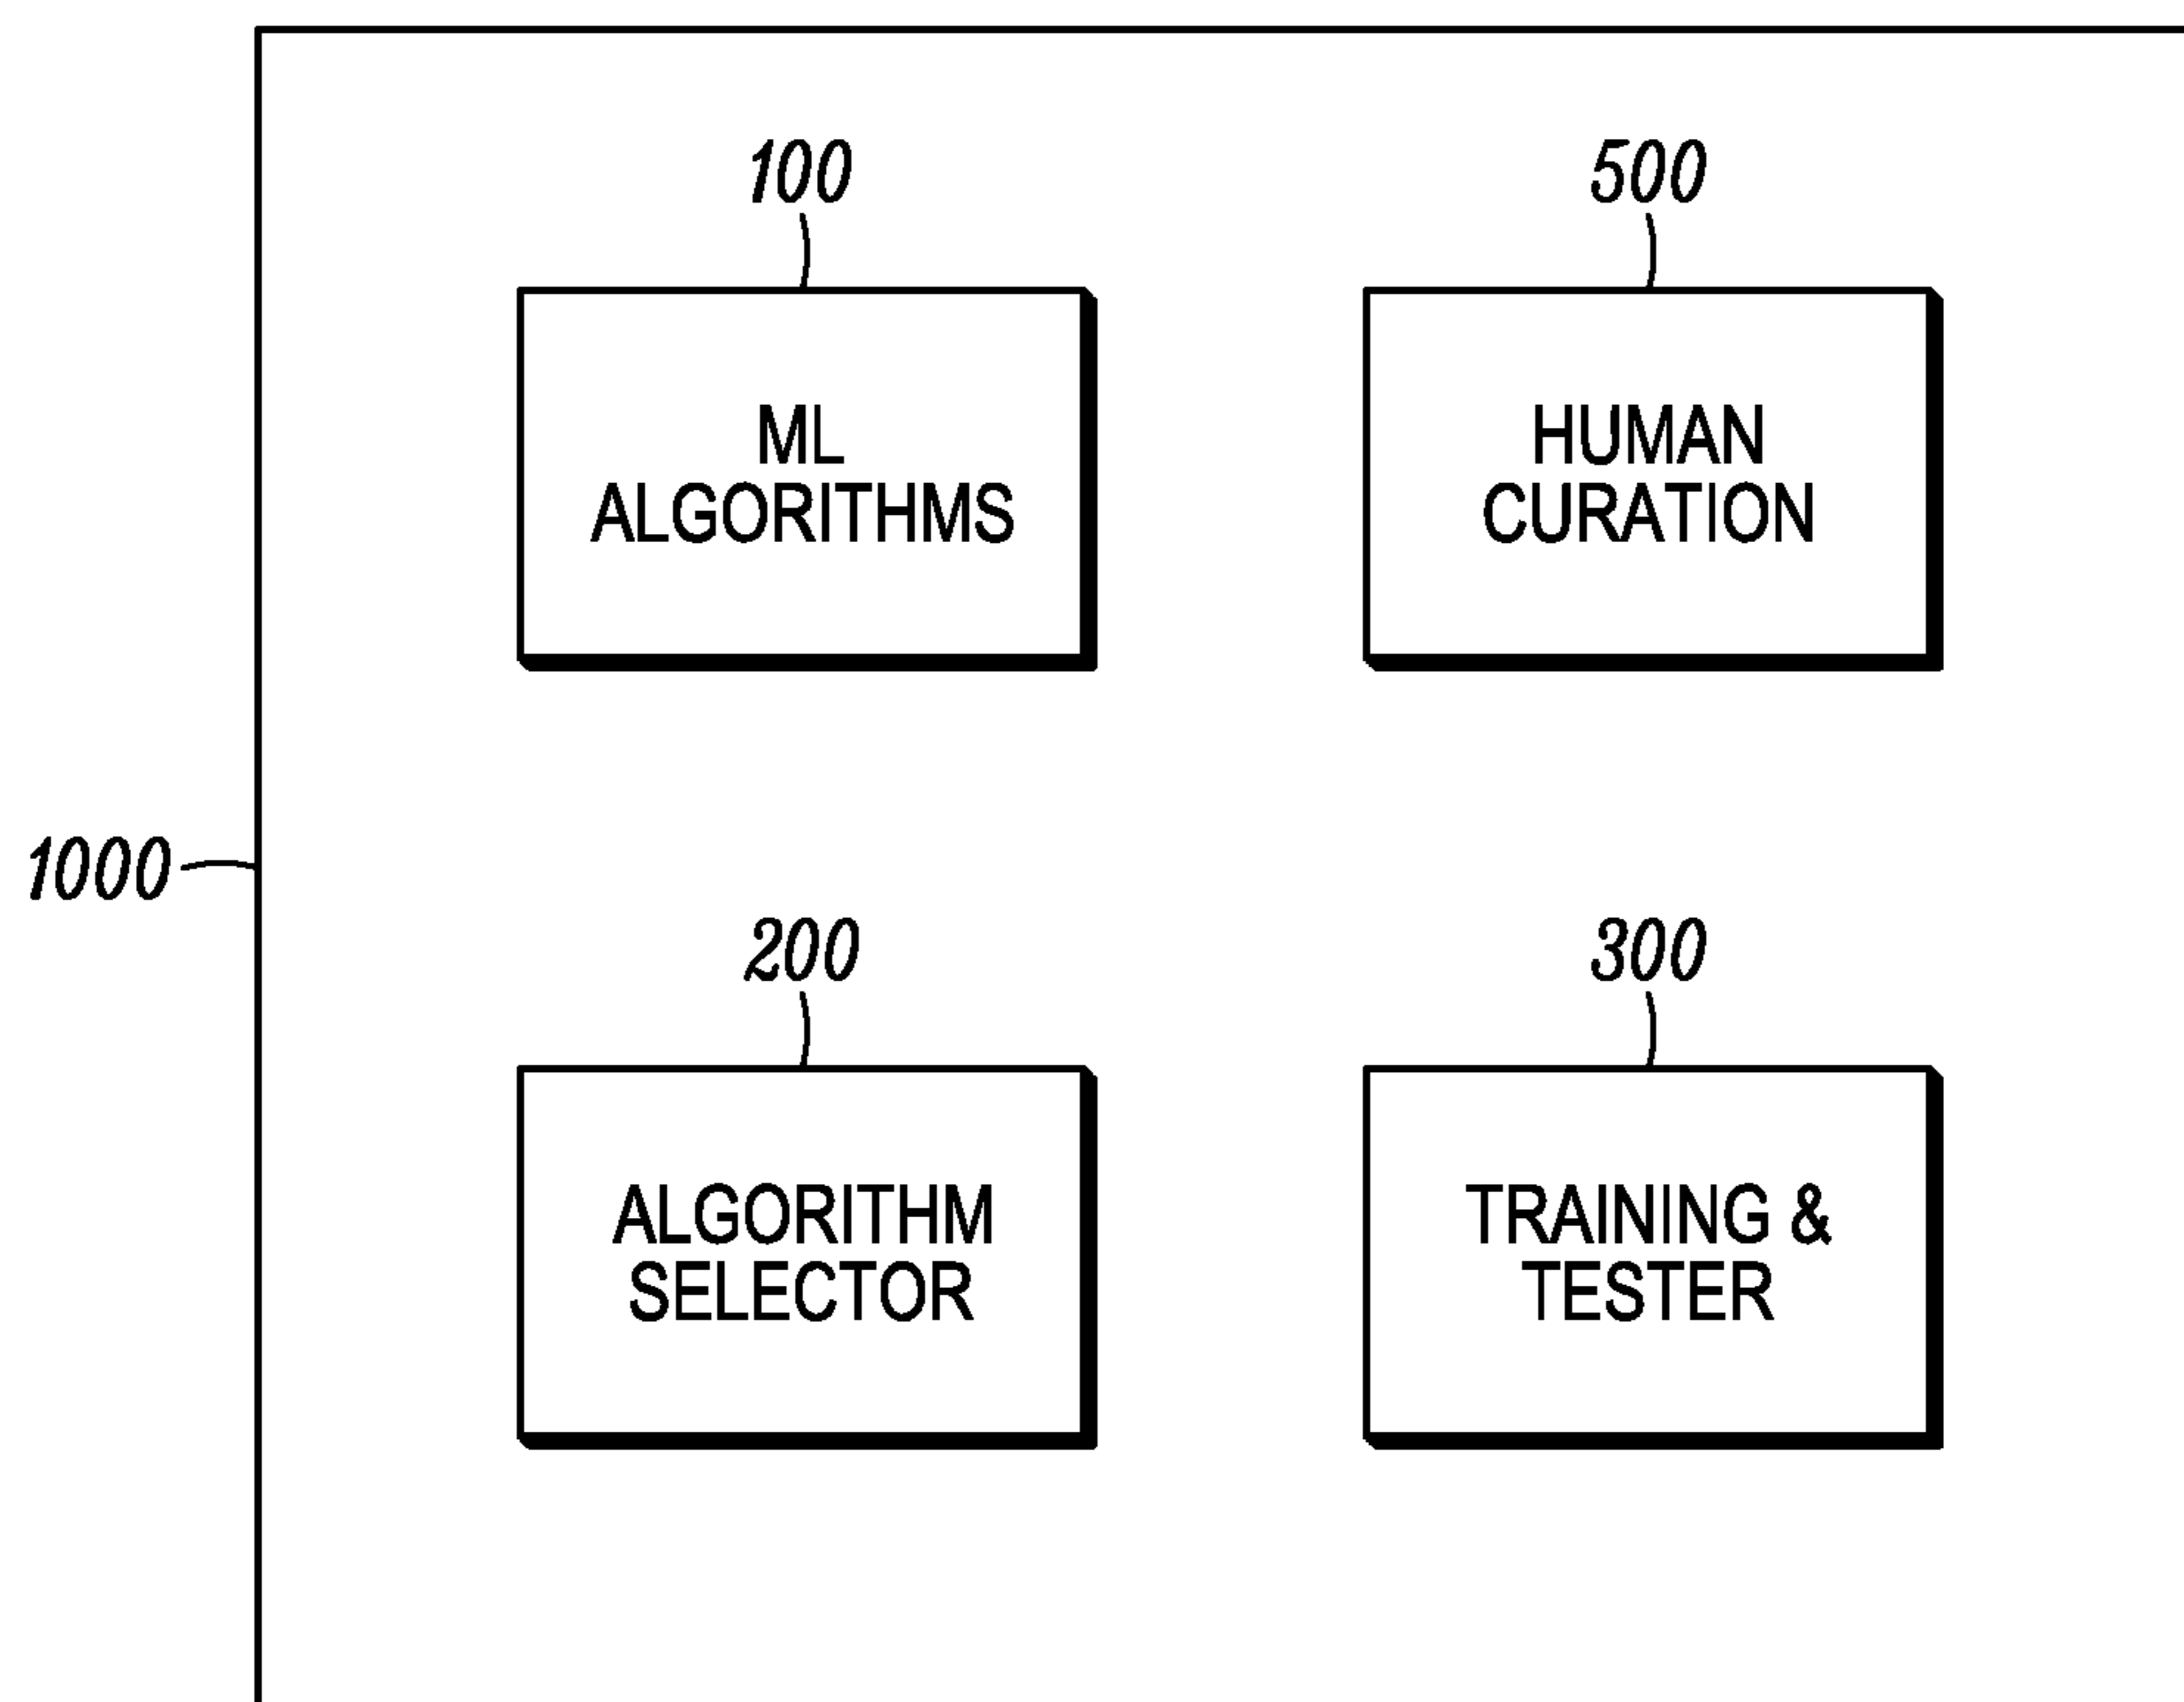 100
500
ML
ALGORITHMS
HUMAN
CURATION
1000
200
300
ALGORITHM
SELECTOR
TRAINING &
TESTER